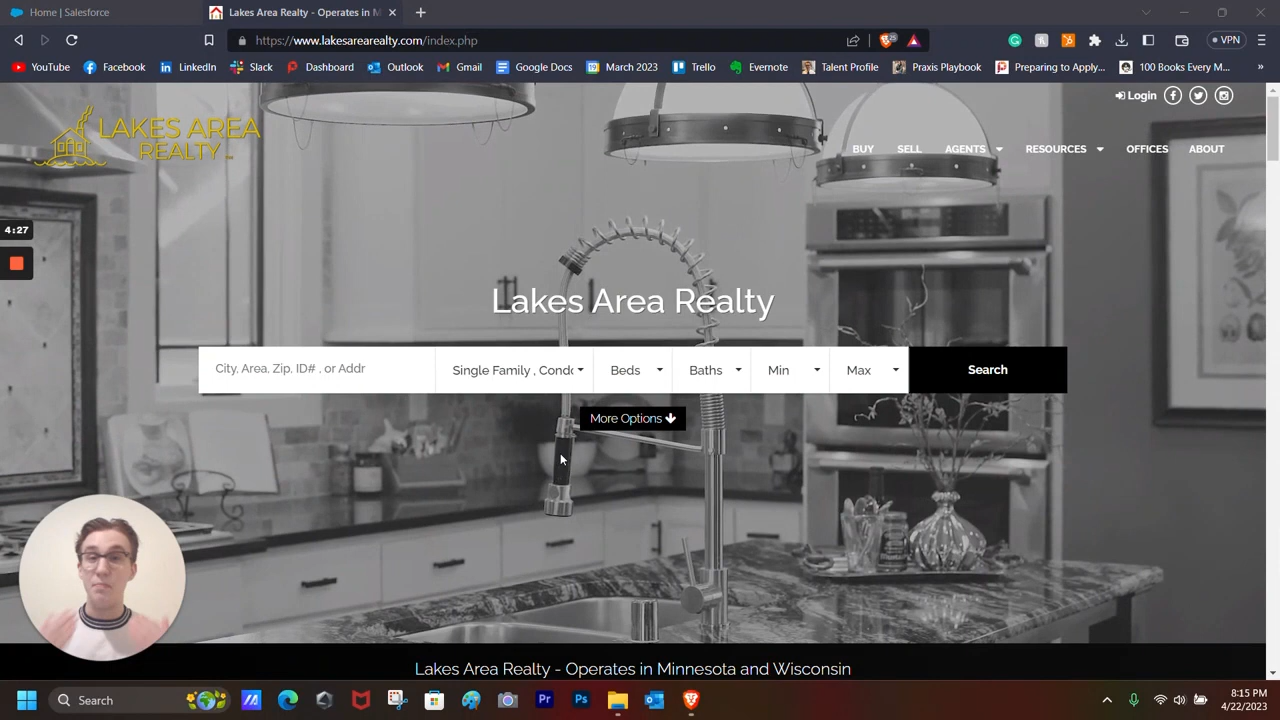 Home | Salesforce
Lakes Area Realty - Operates in M
https://www.lakesarearealty.com/index.php
25
VPN
YouTube
Facebook
LinkedIn
Slack
Dashboard
Outlook
Gmail
Google Docs
March 2023
Trello
Evernote
Talent Profile
Praxis Playbook
Preparing to Apply...
100 Books Every M...
Login
LAKES AREA
REALTY
BUY
SELL
AGENTS
RESOURCES
OFFICES
ABOUT
4:27
Lakes Area Realty
City, Area, Zip. ID# , or Addr
Single Family , Condo
Beds
Baths
Min
Max
Search
More Options
Lakes Area Realty - Operates in Minnesota and Wisconsin
Search
Pr
Ps
8:15 PM
4/22/2023